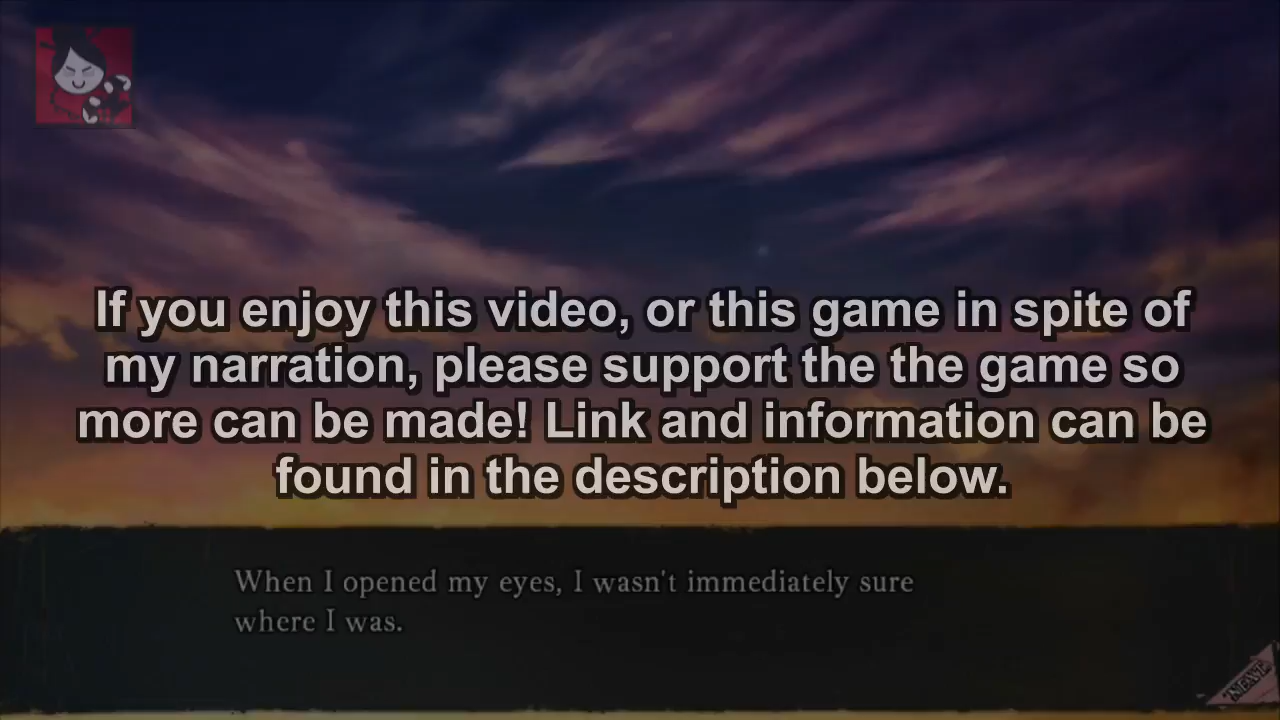 If you enjoy this video, or this game in spite of
my narration, please support the the game so
more can be made! Link and information can be
found in the description below.
When I opened my eyes, I wasn't immediately sure
where I was.